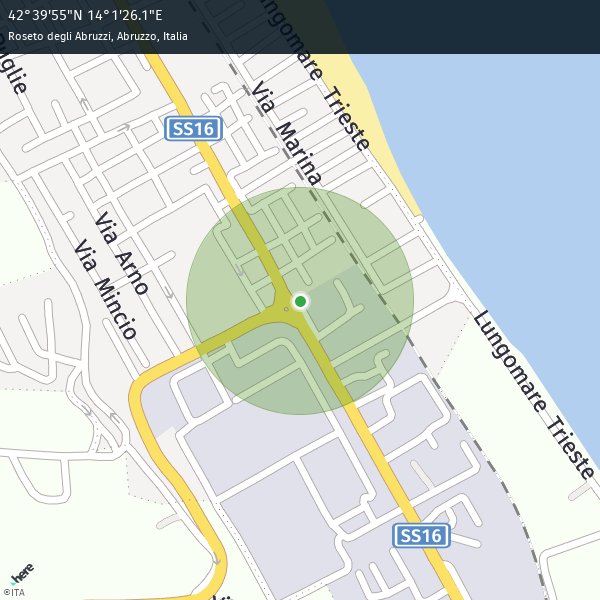 42°39'55"N 14°1'26.1"E
Roseto degli Abruzzi, Abruzzo, Italia
Lungomare Trieste
SS16
Via Marina
Via Arno
Via Mincio
Lungomare Trieste
SS16
here
©ITA